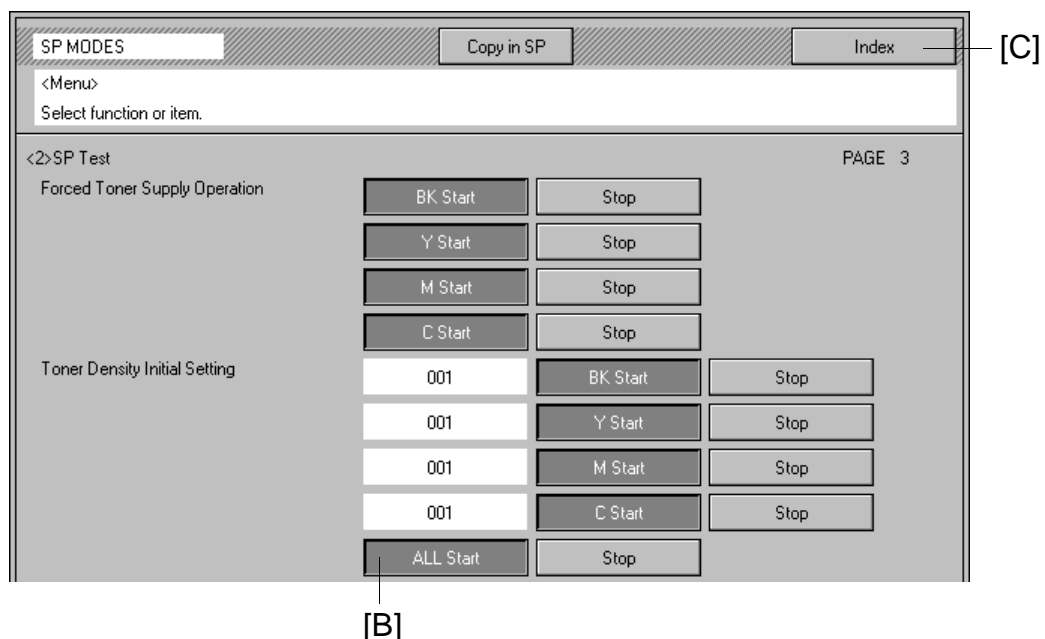 SP MODES Copy in SP Index [C]
<Menu>
Select function or item.
<2>SP Test PAGE 3
Forced Toner Supply Operation BK Start Stop
Y Start Stop
M Start Stop
C Start Stop
Toner Density Initial Setting 001 BK Start Stop
001 Y Start Stop
001 M Start Stop
001 C Start Stop
ALL Start Stop
[B]